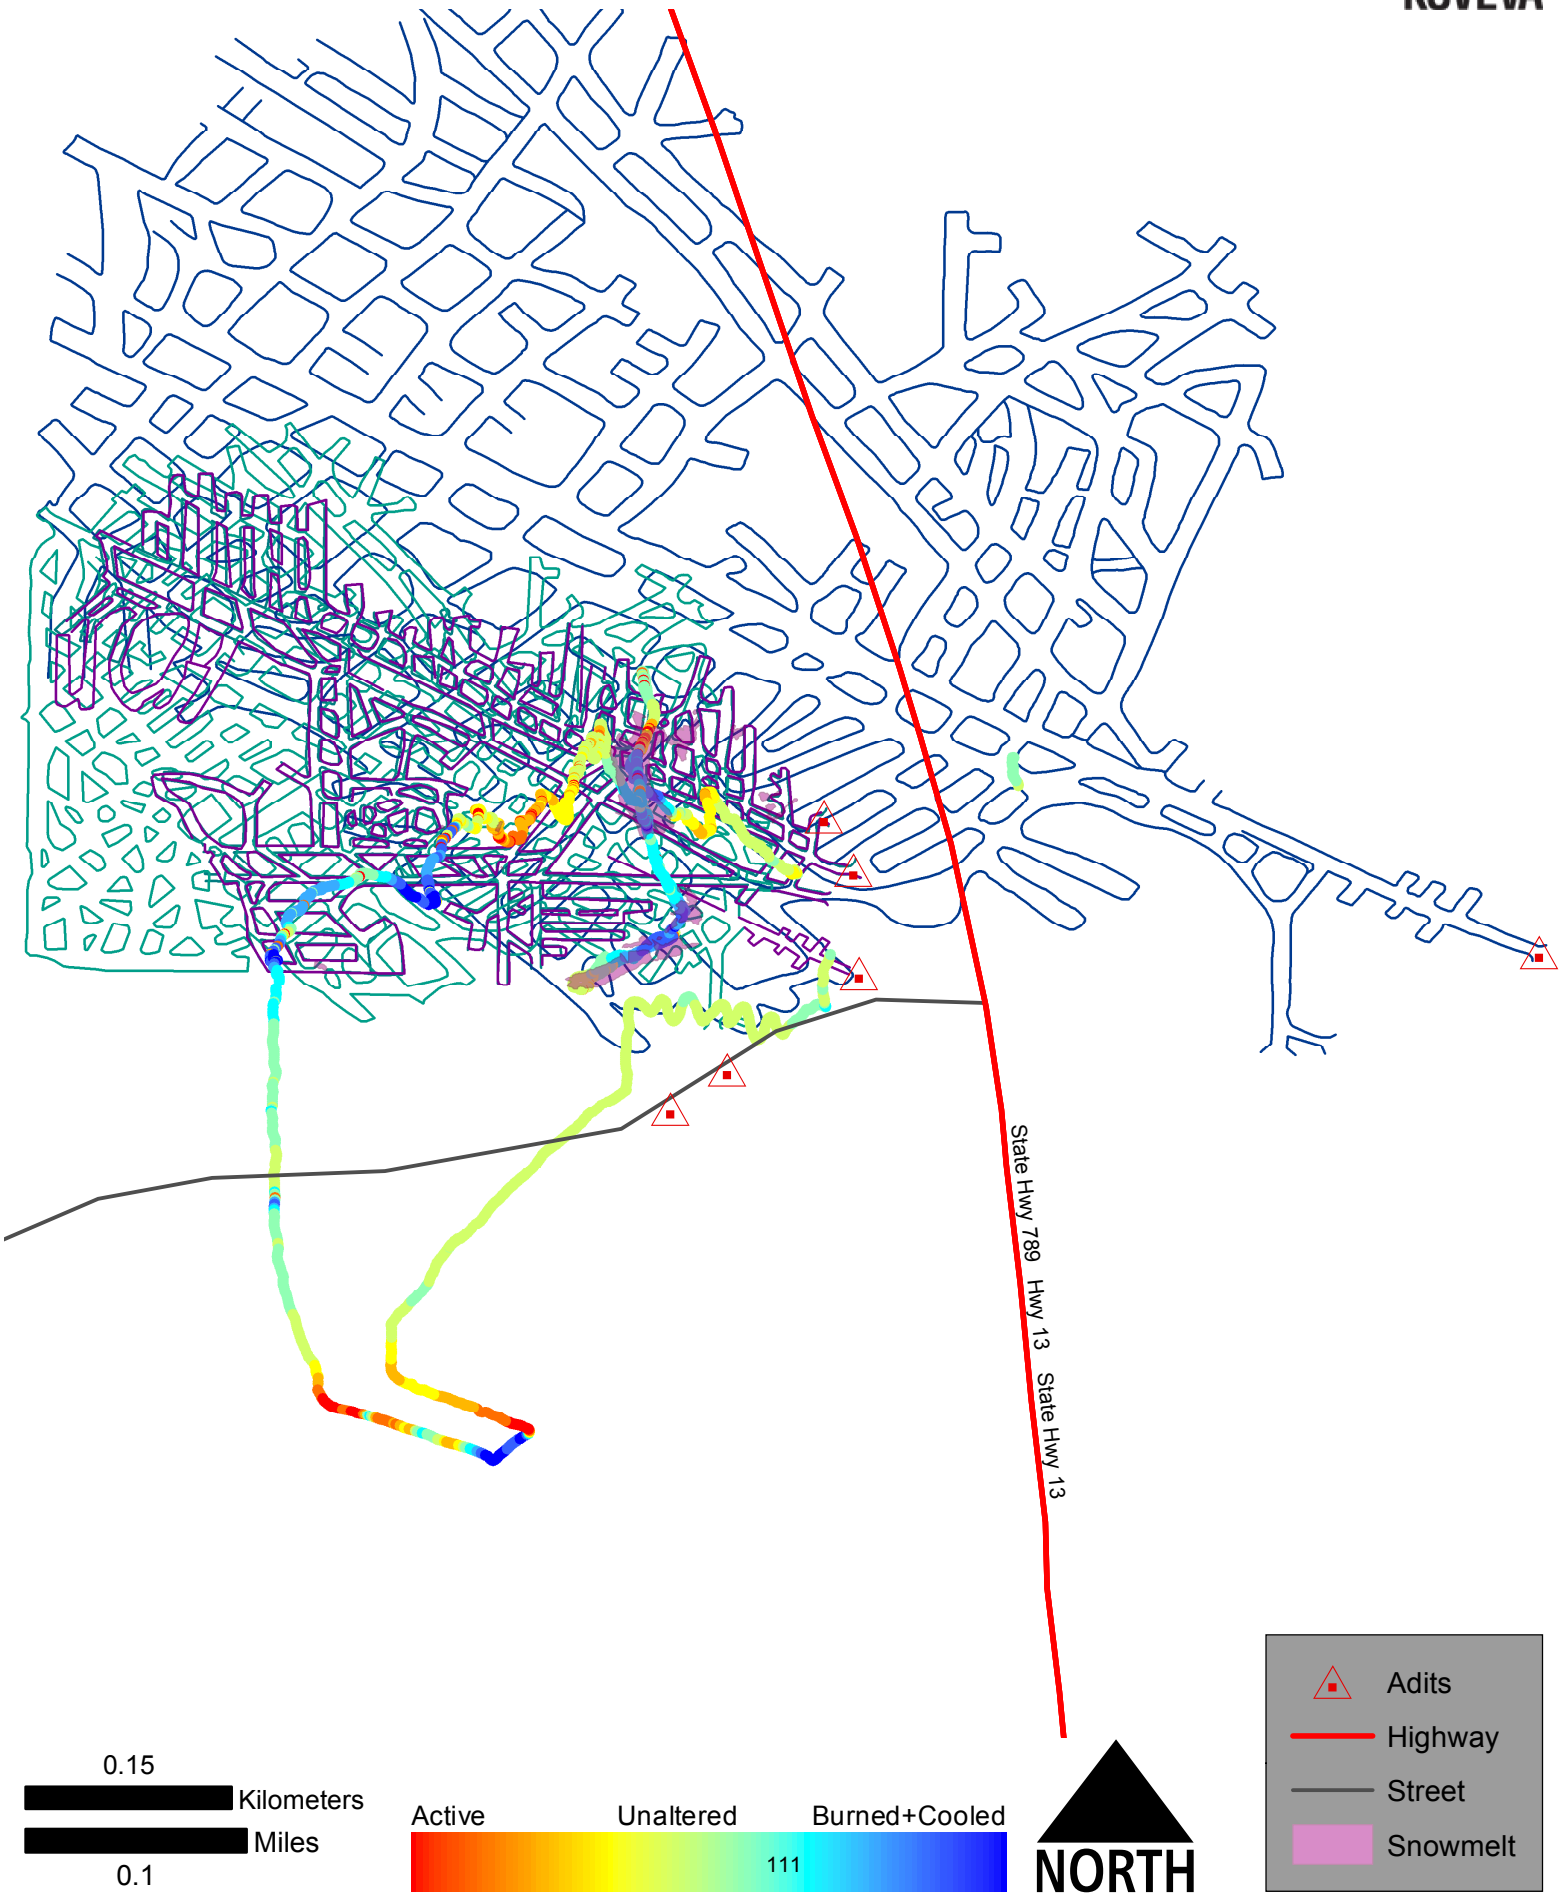 State Hwy 789   Hwy 13   State Hwy 13
Adits
Highway
Street
Snowmelt
0.15
Kilometers
Miles
0.1
Active   Unaltered   Burned+Cooled
111
NORTH